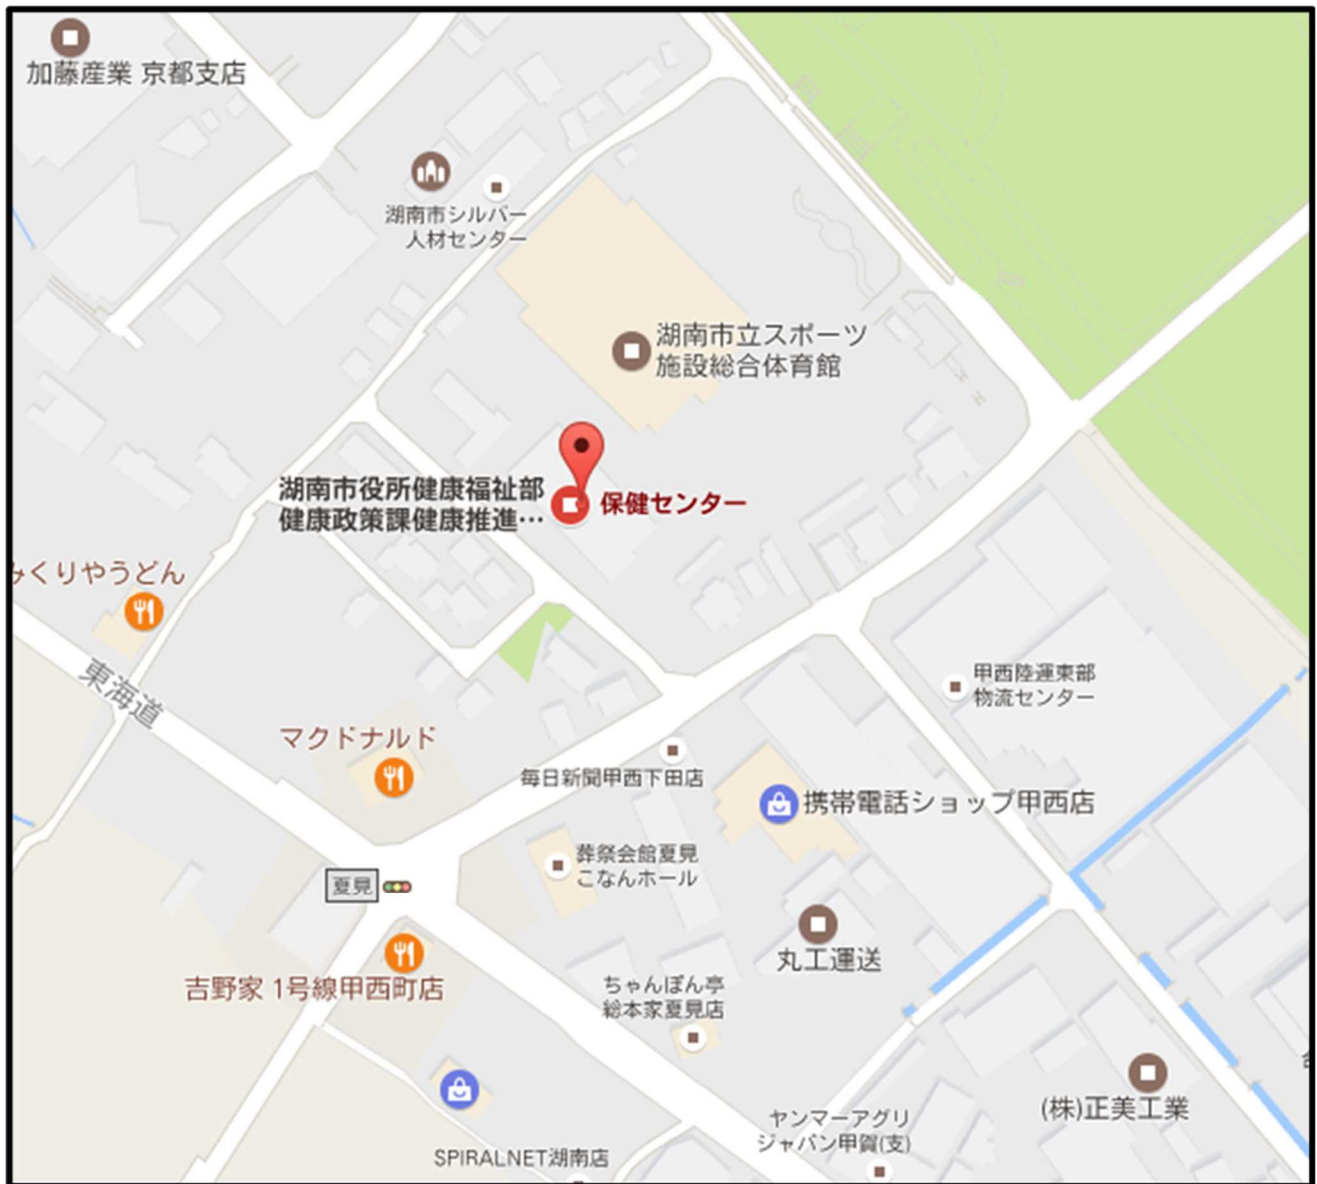 加藤産業 京都支店
湖南市シルバー
人材センター
湖南市立スポーツ
施設総合体育館
湖南市役所健康福祉部
健康政策課健康推進…
保健センター
みくりやうどん
東海道
甲西陸運東部
物流センター
マクドナルド
毎日新聞甲西下田店
携帯電話ショップ甲西店
葬祭会館夏見
こなんホール
夏見
丸工運送
吉野家 1号線甲西町店
ちゃんぽん亭
総本家夏見店
(株)正美工業
ヤンマーアグリ
ジャパン甲賀(支)
SPIRALNET湖南店